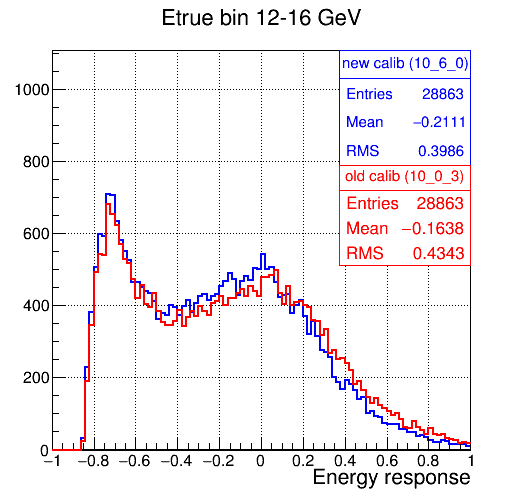 Etrue bin 12-16 GeV
new calib (10_6_0)
Entries 28863
Mean −0.2111
RMS 0.3986
old calib (10_0_3)
Entries 28863
Mean −0.1638
RMS 0.4343
1000
800
600
400
200
0
−1 −0.8 −0.6 −0.4 −0.2 0 0.2 0.4 0.6 0.8 1
Energy response